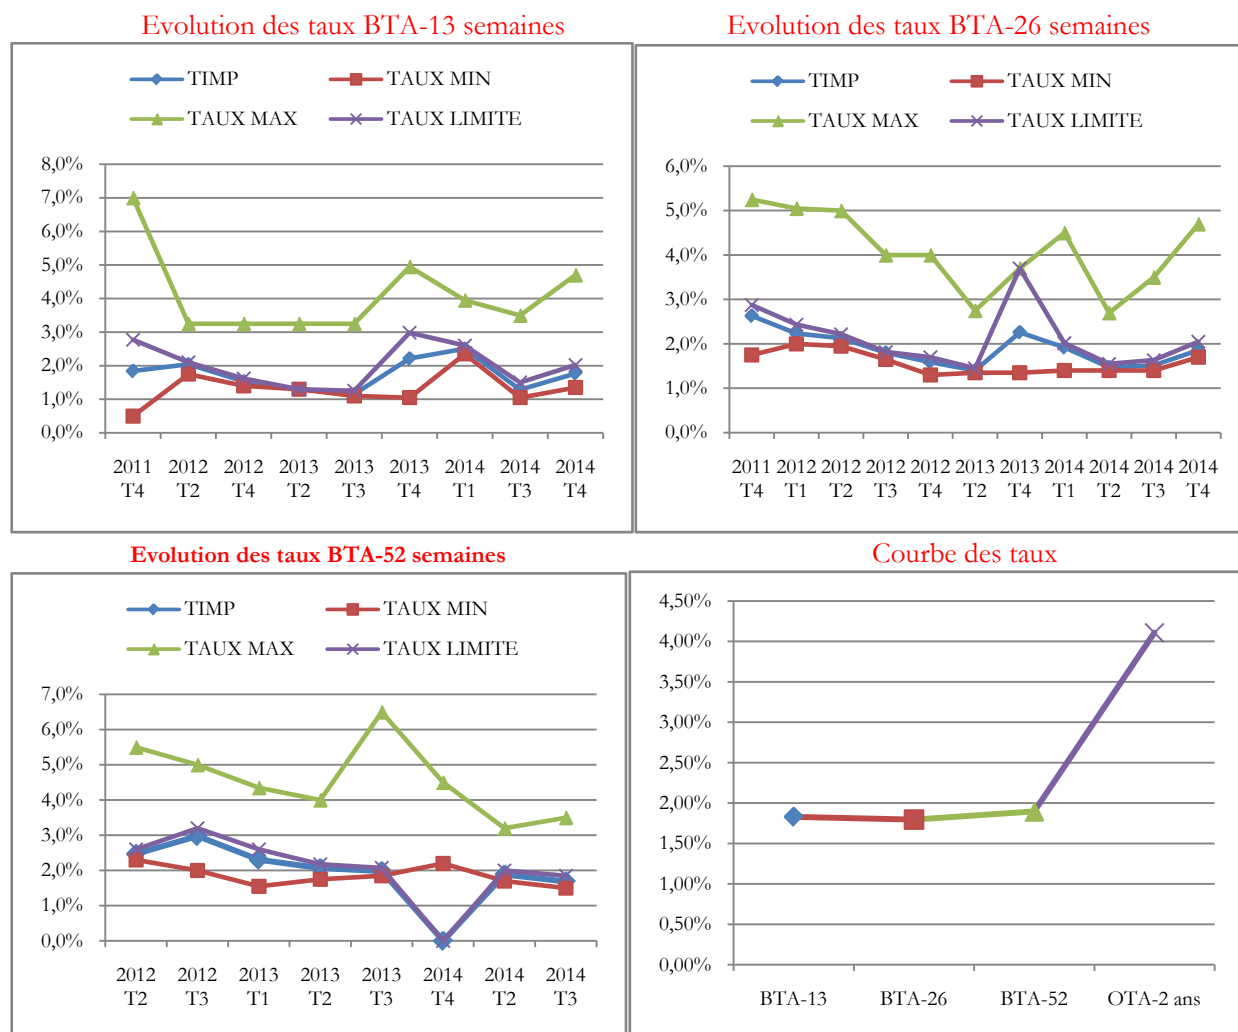 Evolution des taux BTA-13 semaines
TIMP
TAUX MIN
TAUX MAX
TAUX LIMITE
8,0%
7,0%
6,0%
5,0%
4,0%
3,0%
2,0%
1,0%
0,0%
2011 2012 2012 2013 2013 2013 2014 2014 2014
T4 T2 T4 T2 T3 T4 T1 T3 T4
Evolution des taux BTA-26 semaines
TIMP
TAUX MIN
TAUX MAX
TAUX LIMITE
6,0%
5,0%
4,0%
3,0%
2,0%
1,0%
0,0%
2011 2012 2012 2012 2012 2013 2013 2014 2014 2014 2014
T4 T1 T2 T3 T4 T2 T4 T1 T2 T3 T4
Evolution des taux BTA-52 semaines
TIMP
TAUX MIN
TAUX MAX
TAUX LIMITE
7,0%
6,0%
5,0%
4,0%
3,0%
2,0%
1,0%
0,0%
2012 2012 2013 2013 2013 2014 2014 2014
T2 T3 T1 T2 T3 T4 T2 T3
Courbe des taux
4,50%
4,00%
3,50%
3,00%
2,50%
2,00%
1,50%
1,00%
0,50%
0,00%
BTA-13 BTA-26 BTA-52 OTA-2 ans